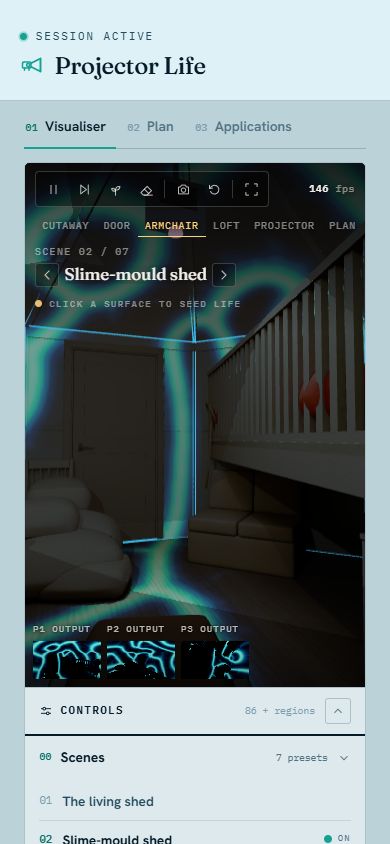 SESSION ACTIVE
Projector Life
01 Visualiser 02 Plan 03 Applications
146 fps
CUTAWAY DOOR ARMCHAIR LOFT PROJECTOR PLAN
SCENE 02 / 07
Slime-mould shed
CLICK A SURFACE TO SEED LIFE
P1 OUTPUT P2 OUTPUT P3 OUTPUT
CONTROLS 86 + regions
00 Scenes 7 presets
01 The living shed
02 Slime-mould shed ON